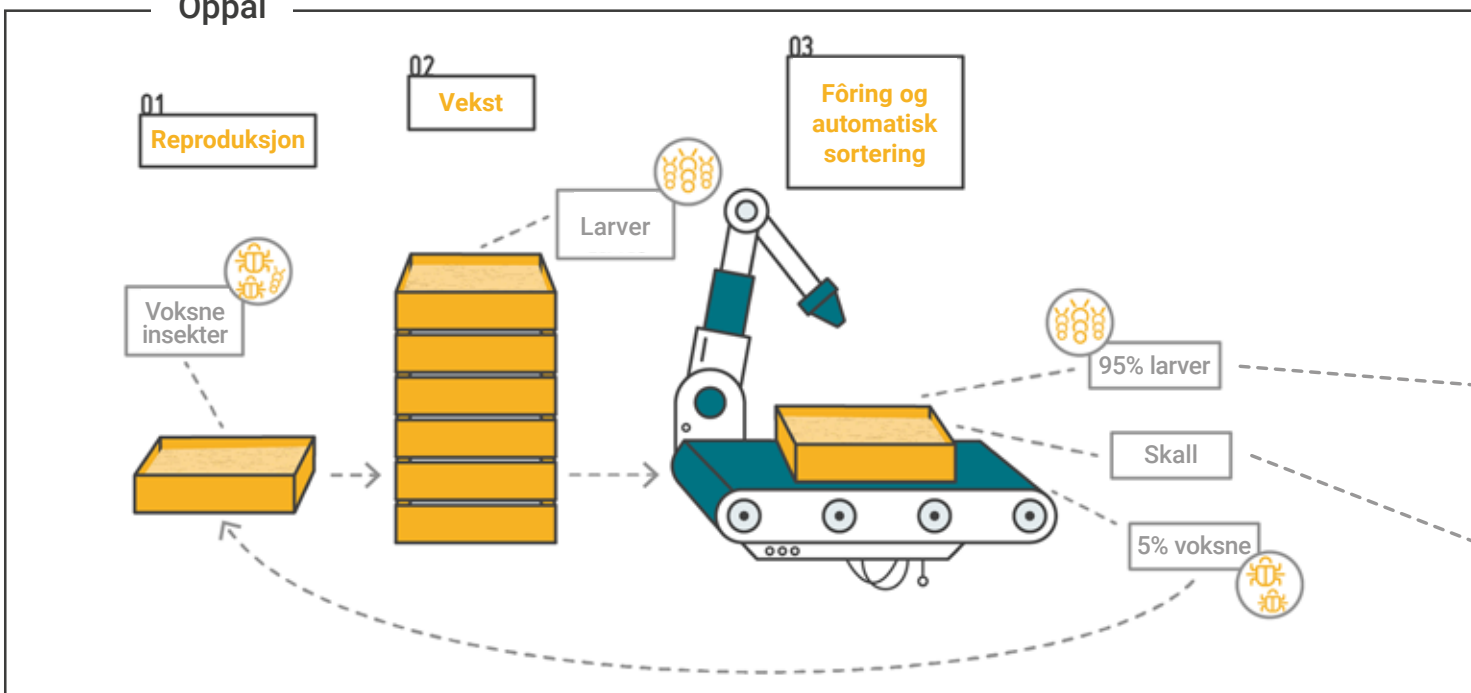 Oppal
01
Reproduksjon
02
Vekst
03
Fôring og
automatisk
sortering
Larver
Voksne
insekter
95% larver
Skall
5% voksne